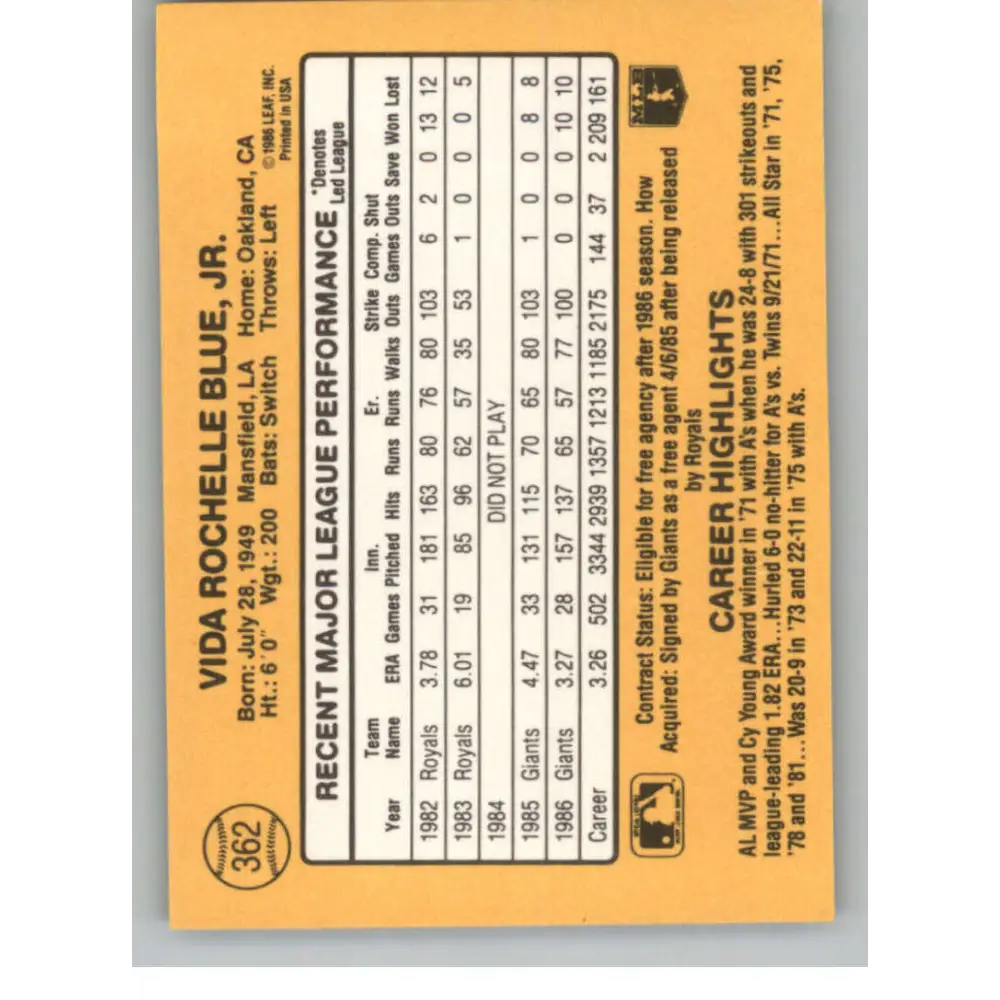 362
VIDA ROCHELLE BLUE, JR.
Born: July 28, 1949 Mansfield, LA Home: Oakland, CA
Ht.: 6'0" Wgt.: 200 Bats: Switch Throws: Left
© 1986 LEAF, INC.
Printed in USA
RECENT MAJOR LEAGUE PERFORMANCE
*Denotes
Led League
Team Inn. Er. Strike Comp. Shut
Year Name ERA Games Pitched Hits Runs Runs Walks Outs Games Outs Save Won Lost
1982 Royals 3.78 31 181 163 80 76 80 103 6 2 0 13 12
1983 Royals 6.01 19 85 96 62 57 35 53 1 0 0 0 5
1984 DID NOT PLAY
1985 Giants 4.47 33 131 115 70 65 80 103 1 0 0 8 8
1986 Giants 3.27 28 157 137 65 57 77 100 0 0 0 10 10
Career 3.26 502 3344 2939 1357 1213 1185 2175 144 37 2 209 161
Contract Status: Eligible for free agency after 1986 season. How
Acquired: Signed by Giants as a free agent 4/6/85 after being released
by Royals
MLB
CAREER HIGHLIGHTS
AL MVP and Cy Young Award winner in '71 with A's when he was 24-8 with 301 strikeouts and
league-leading 1.82 ERA...Hurled 6-0 no-hitter for A's vs. Twins 9/21/71...All Star in '71, '75,
'78 and '81...Was 20-9 in '73 and 22-11 in '75 with A's.